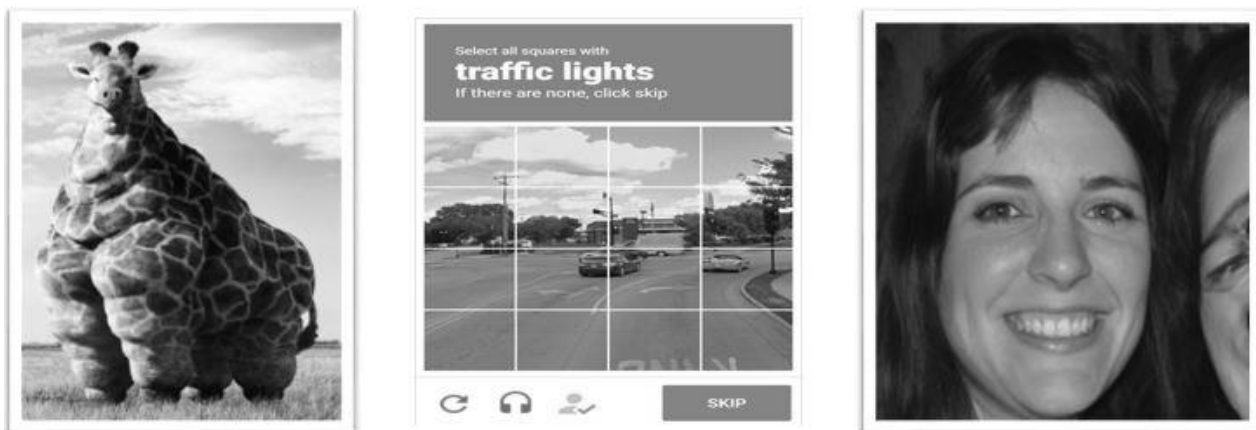 Select all squares with
traffic lights
If there are none, click skip
SKIP